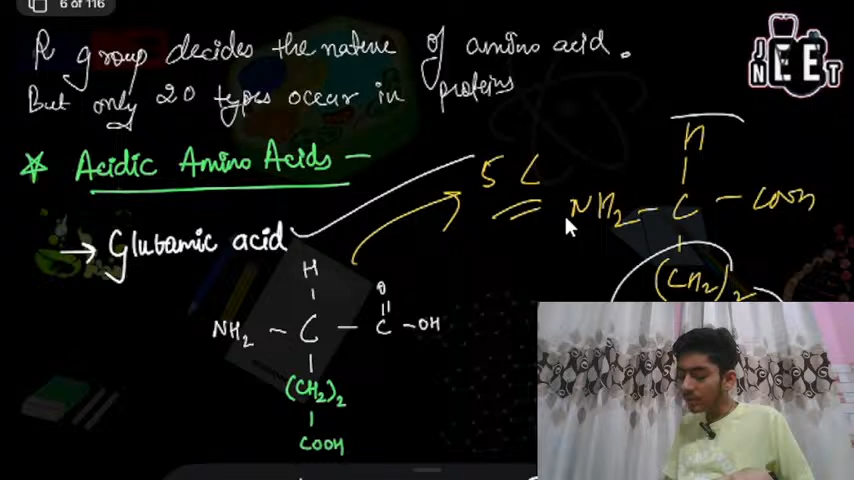 6 of 116
R group decides the nature of amino acid.
But only 20 types occur in proteins
JNEET
Acidic Amino Acids -
→ Glutamic acid
5 C
H
NH2 - C - COOH
(CH2)2
H
O
NH2 - C - C - OH
(CH2)2
COOH